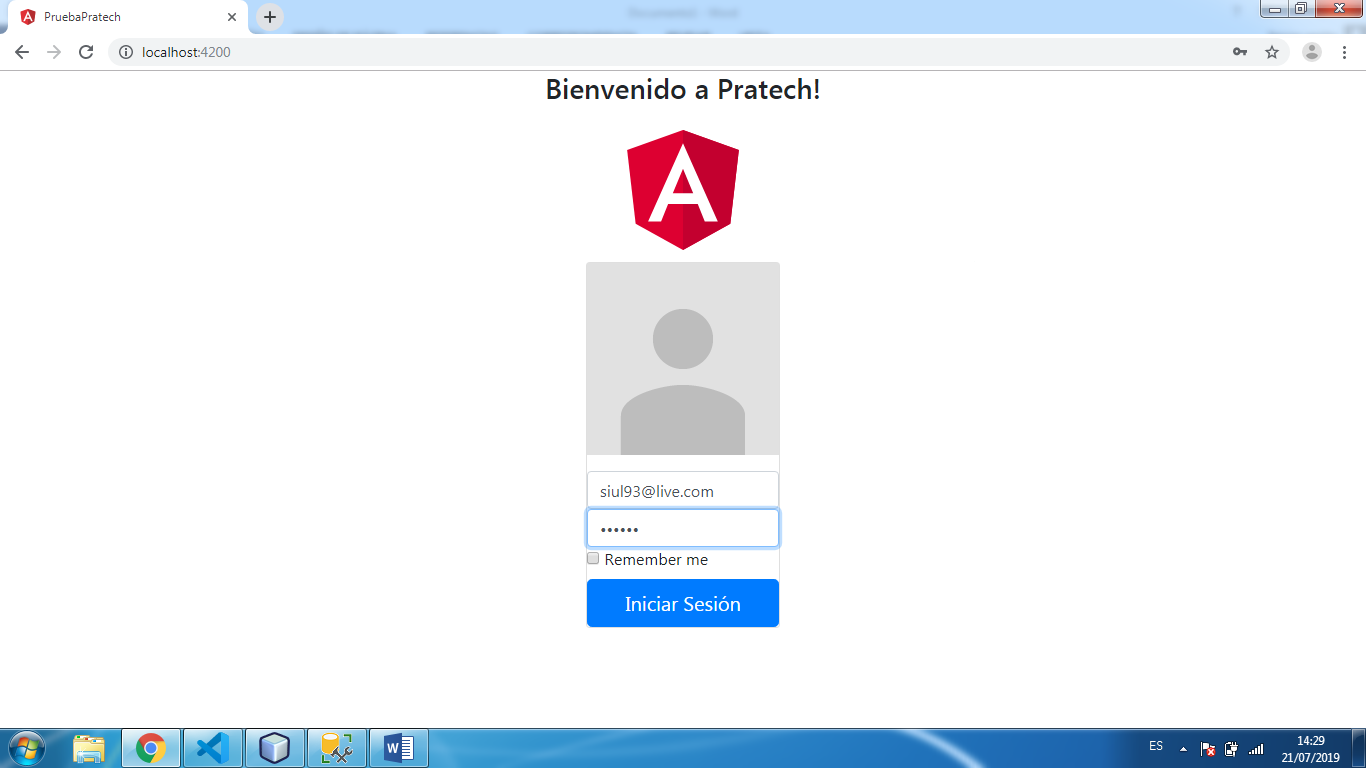 PruebaPratech
localhost:4200
Bienvenido a Pratech!
A
siul93@live.com
••••••
Remember me
Iniciar Sesión
W
ES
14:29
21/07/2019